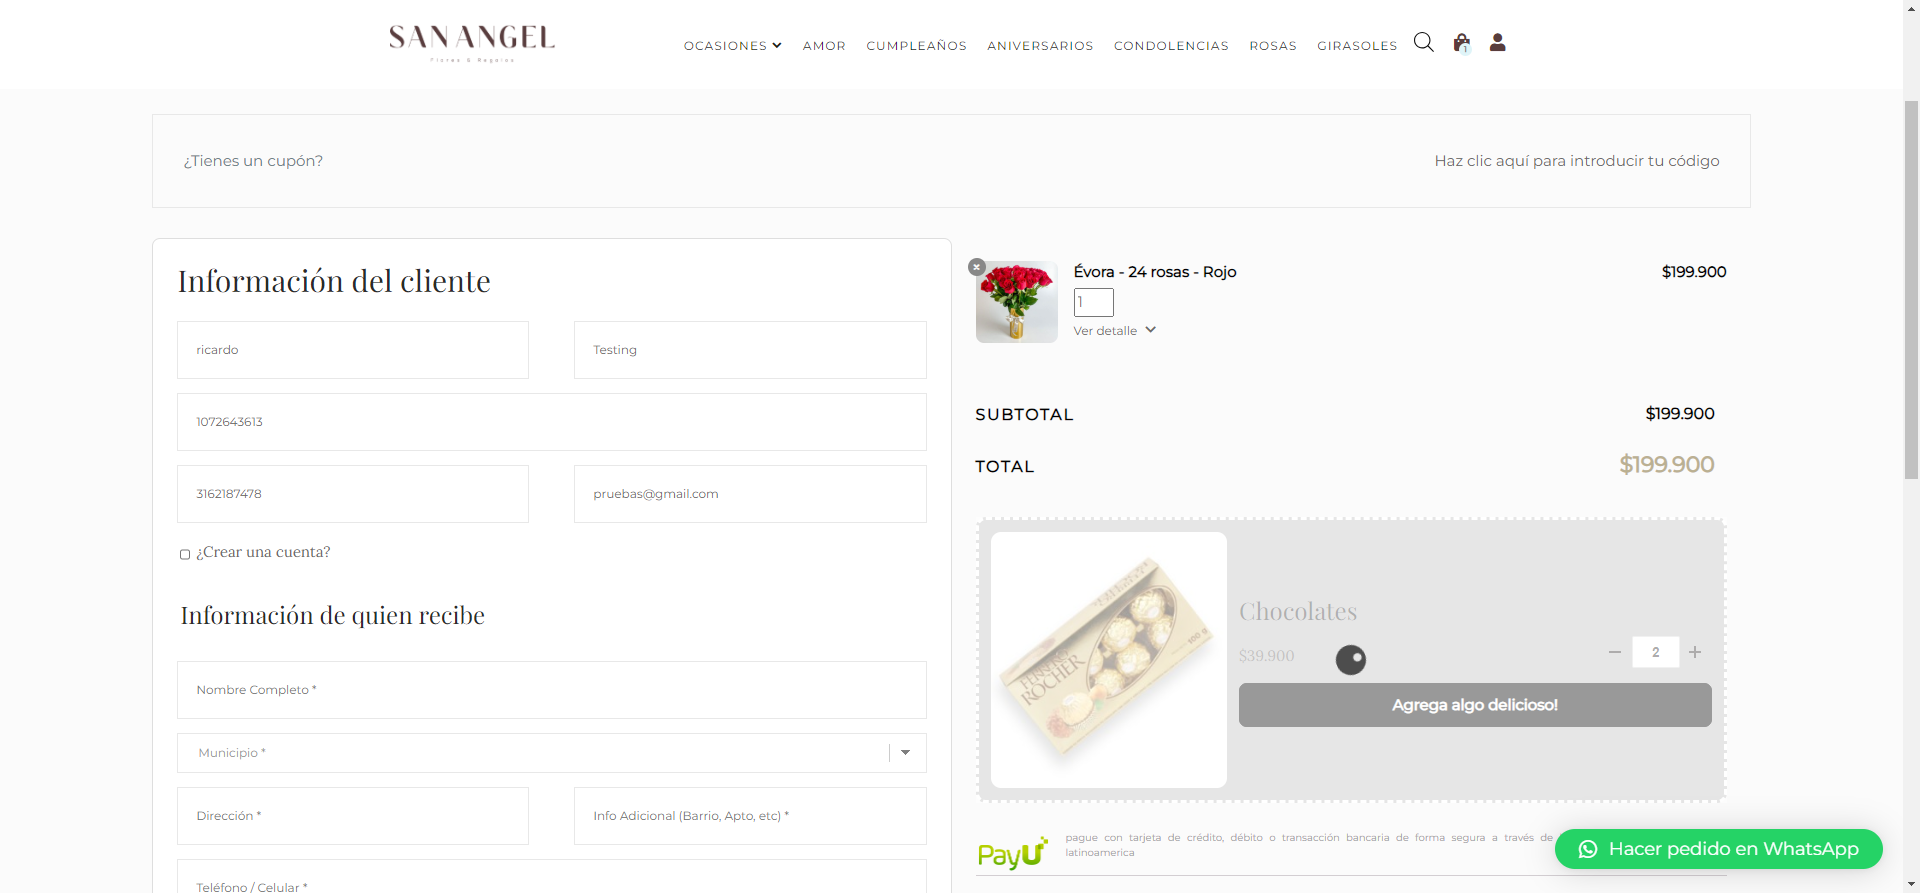 SAN ANGEL
Flores & Regalos
OCASIONES
AMOR
CUMPLEAÑOS
ANIVERSARIOS
CONDOLENCIAS
ROSAS
GIRASOLES
1
¿Tienes un cupón?
Haz clic aquí para introducir tu código
Información del cliente
ricardo
Testing
1072643613
3162187478
pruebas@gmail.com
¿Crear una cuenta?
Información de quien recibe
Nombre Completo *
Municipio *
Dirección *
Info Adicional (Barrio, Apto, etc) *
Teléfono / Celular *
Évora - 24 rosas - Rojo
$199.900
1
Ver detalle
SUBTOTAL
$199.900
TOTAL
$199.900
FERRERO
ROCHER
100 g
Chocolates
$39.900
2
Agrega algo delicioso!
PayU
pague con tarjeta de crédito, débito o transacción bancaria de forma segura a través de
latinoamerica
Hacer pedido en WhatsApp